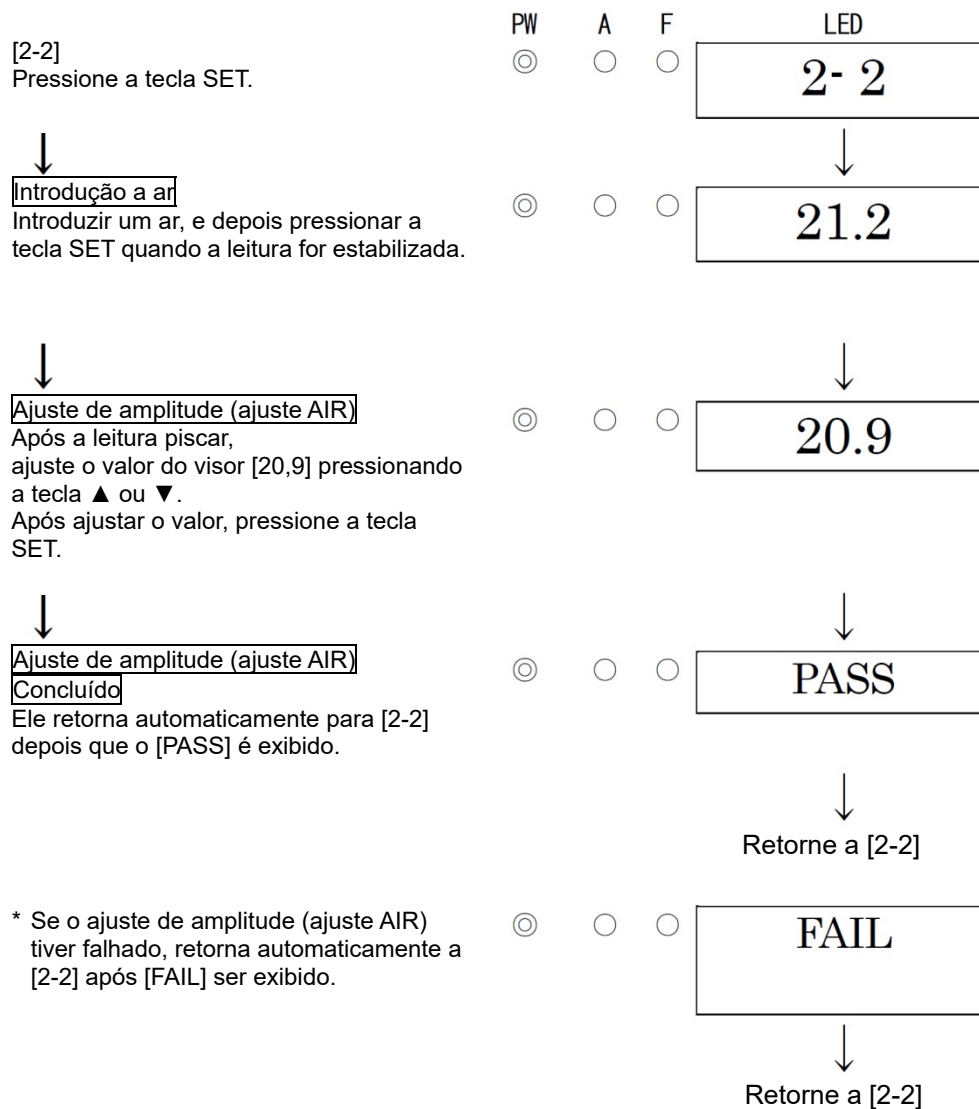 PW A F LED
[2-2]
Pressione a tecla SET.
2- 2
↓ ↓
Introdução a ar
Introduzir um ar, e depois pressionar a
tecla SET quando a leitura for estabilizada.
21.2
↓ ↓
Ajuste de amplitude (ajuste AIR)
Após a leitura piscar,
ajuste o valor do visor [20,9] pressionando
a tecla ▲ ou ▼.
Após ajustar o valor, pressione a tecla
SET.
20.9
↓ ↓
Ajuste de amplitude (ajuste AIR)
Concluído
Ele retorna automaticamente para [2-2]
depois que o [PASS] é exibido.
PASS
↓
Retorne a [2-2]
* Se o ajuste de amplitude (ajuste AIR)
tiver falhado, retorna automaticamente a
[2-2] após [FAIL] ser exibido.
FAIL
↓
Retorne a [2-2]